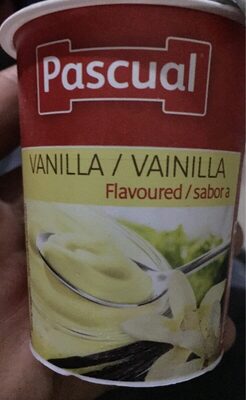 Pascual
VANILLA / VAINILLA
Flavoured / sabor a